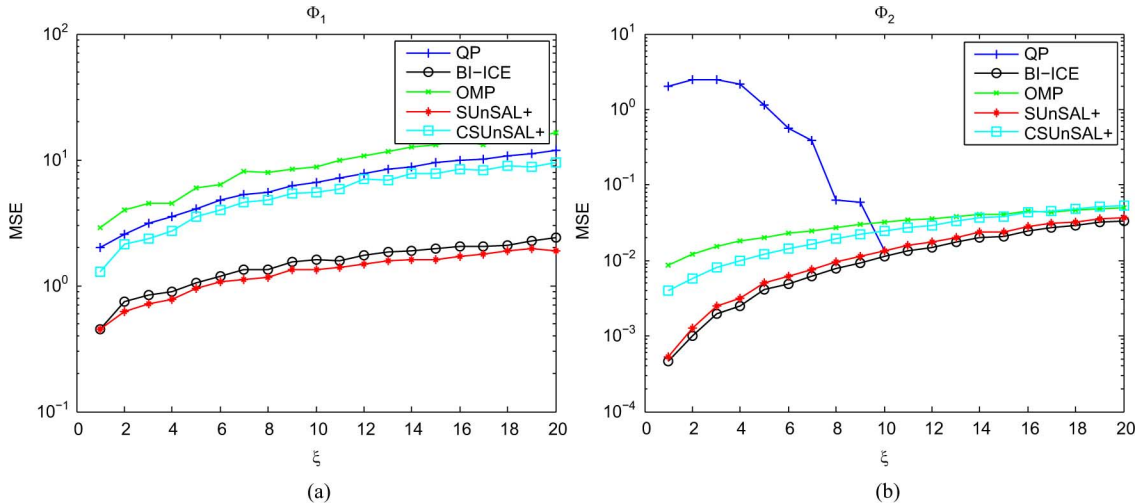 Φ1
10^2
10^1
10^0
10^-1
MSE
QP
BI-ICE
OMP
SUnSAL+
CSUnSAL+
0 2 4 6 8 10 12 14 16 18 20
ξ
(a)
Φ2
10^1
10^0
10^-1
10^-2
10^-3
10^-4
MSE
QP
BI-ICE
OMP
SUnSAL+
CSUnSAL+
0 2 4 6 8 10 12 14 16 18 20
ξ
(b)